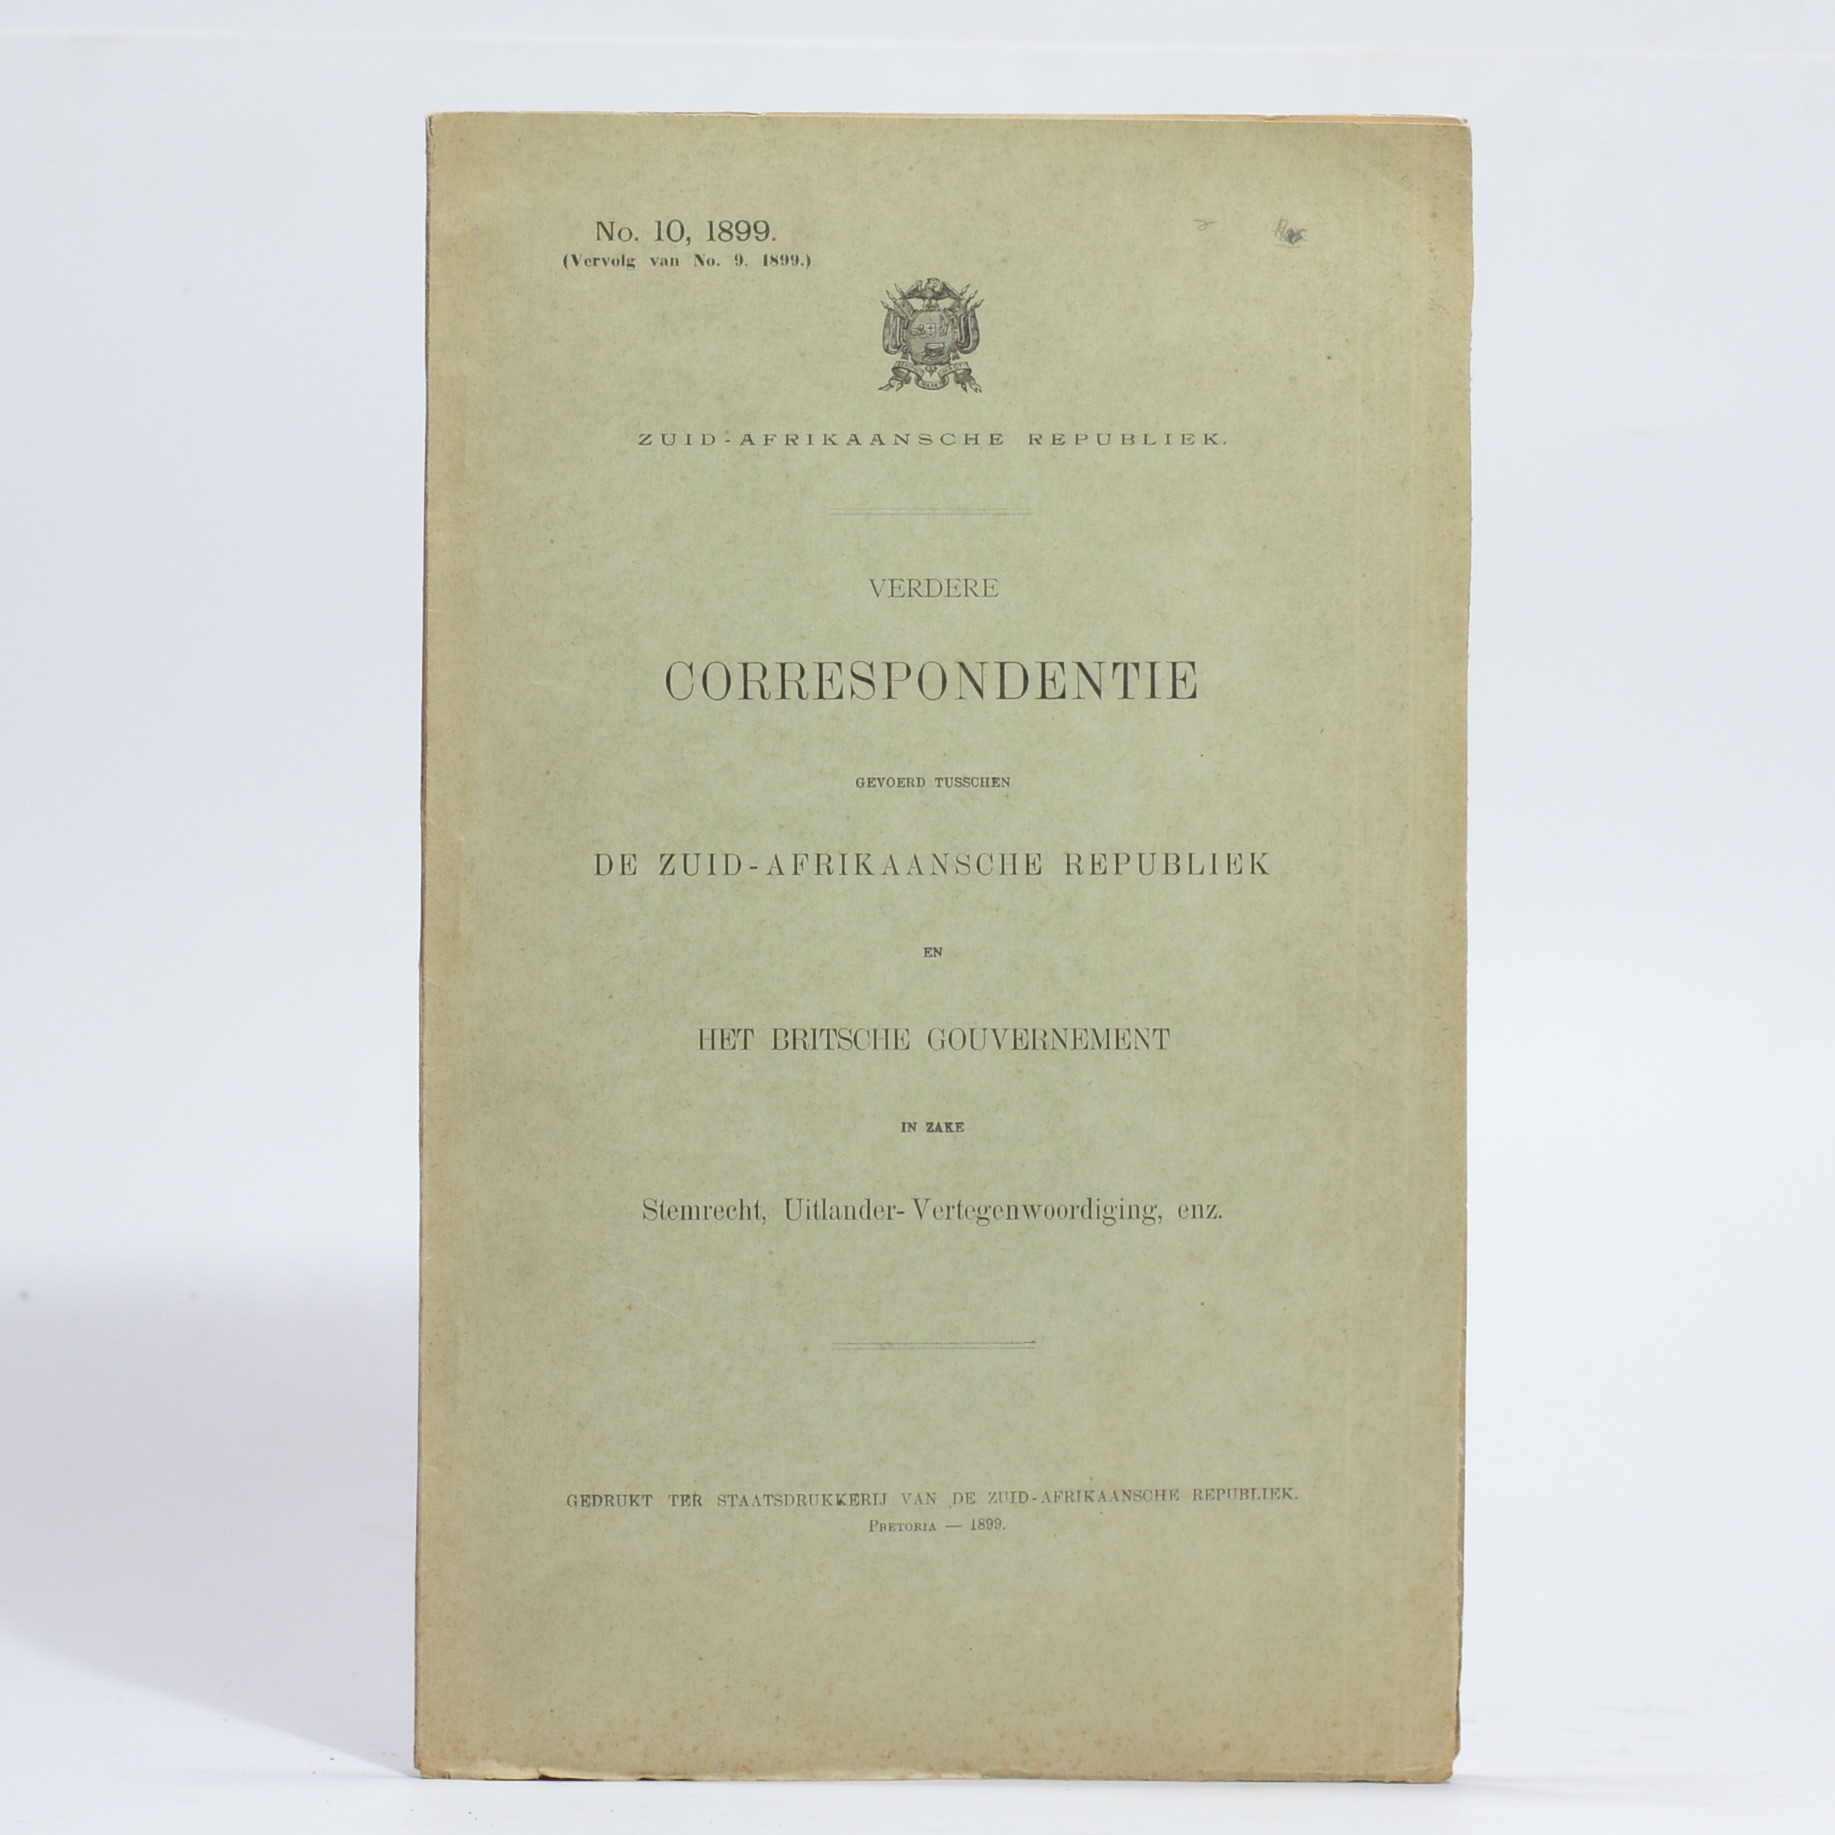 No. 10, 1899.
(Vervolg van No. 9, 1899.)
ZUID-AFRIKAANSCHE REPUBLIEK.
VERDERE
CORRESPONDENTIE
GEVOERD TUSSCHEN
DE ZUID-AFRIKAANSCHE REPUBLIEK
EN
HET BRITSCHE GOUVERNEMENT
IN ZAKE
Stemrecht, Uitlander-Vertegenwoordiging, enz.
GEDRUKT TER STAATSDRUKKERIJ VAN DE ZUID-AFRIKAANSCHE REPUBLIEK.
PRETORIA — 1899.